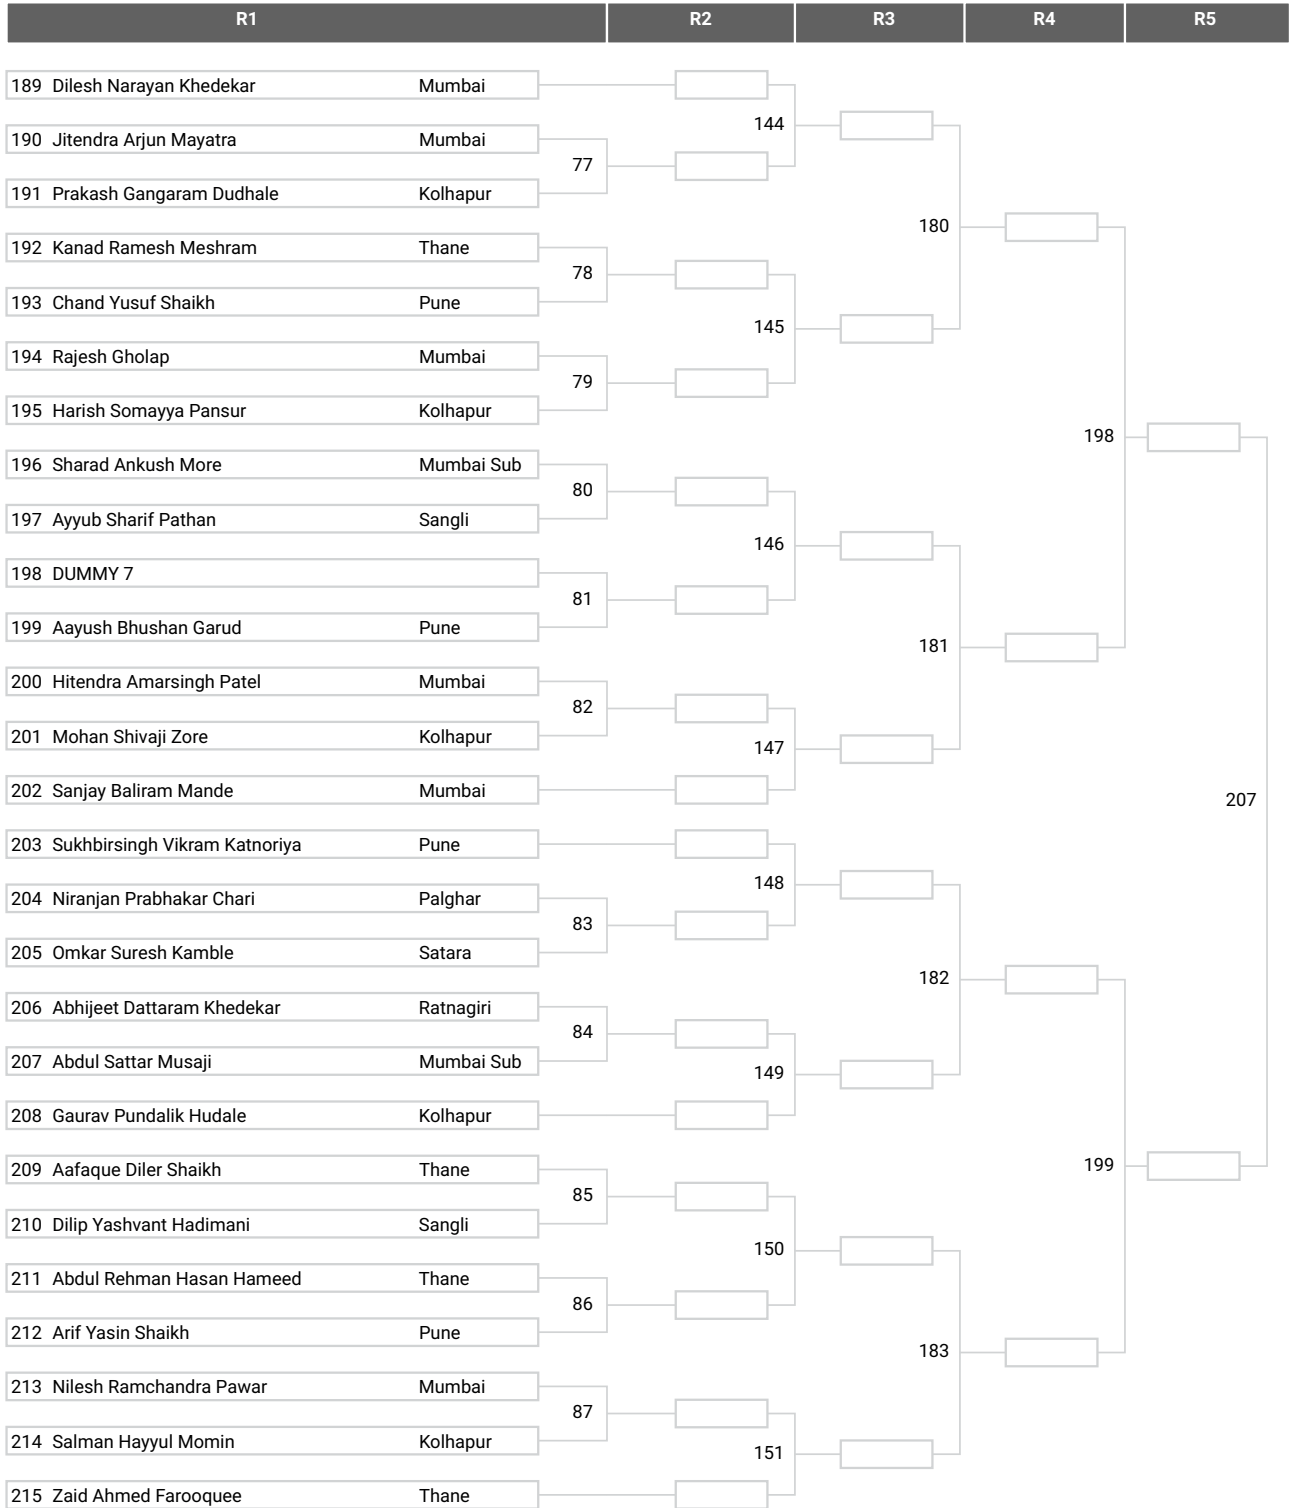 R1 R2 R3 R4 R5
189 Dilesh Narayan Khedekar Mumbai
144
190 Jitendra Arjun Mayatra Mumbai
77
191 Prakash Gangaram Dudhale Kolhapur
180
192 Kanad Ramesh Meshram Thane
78
193 Chand Yusuf Shaikh Pune
145
194 Rajesh Gholap Mumbai
79
195 Harish Somayya Pansur Kolhapur
198
196 Sharad Ankush More Mumbai Sub
80
197 Ayyub Sharif Pathan Sangli
146
198 DUMMY 7
81
199 Aayush Bhushan Garud Pune
181
200 Hitendra Amarsingh Patel Mumbai
82
201 Mohan Shivaji Zore Kolhapur
147
202 Sanjay Baliram Mande Mumbai
207
203 Sukhbirsingh Vikram Katnoriya Pune
148
204 Niranjan Prabhakar Chari Palghar
83
205 Omkar Suresh Kamble Satara
182
206 Abhijeet Dattaram Khedekar Ratnagiri
84
207 Abdul Sattar Musaji Mumbai Sub
149
208 Gaurav Pundalik Hudale Kolhapur
199
209 Aafaque Diler Shaikh Thane
85
210 Dilip Yashvant Hadimani Sangli
150
211 Abdul Rehman Hasan Hameed Thane
86
212 Arif Yasin Shaikh Pune
183
213 Nilesh Ramchandra Pawar Mumbai
87
214 Salman Hayyul Momin Kolhapur
151
215 Zaid Ahmed Farooquee Thane